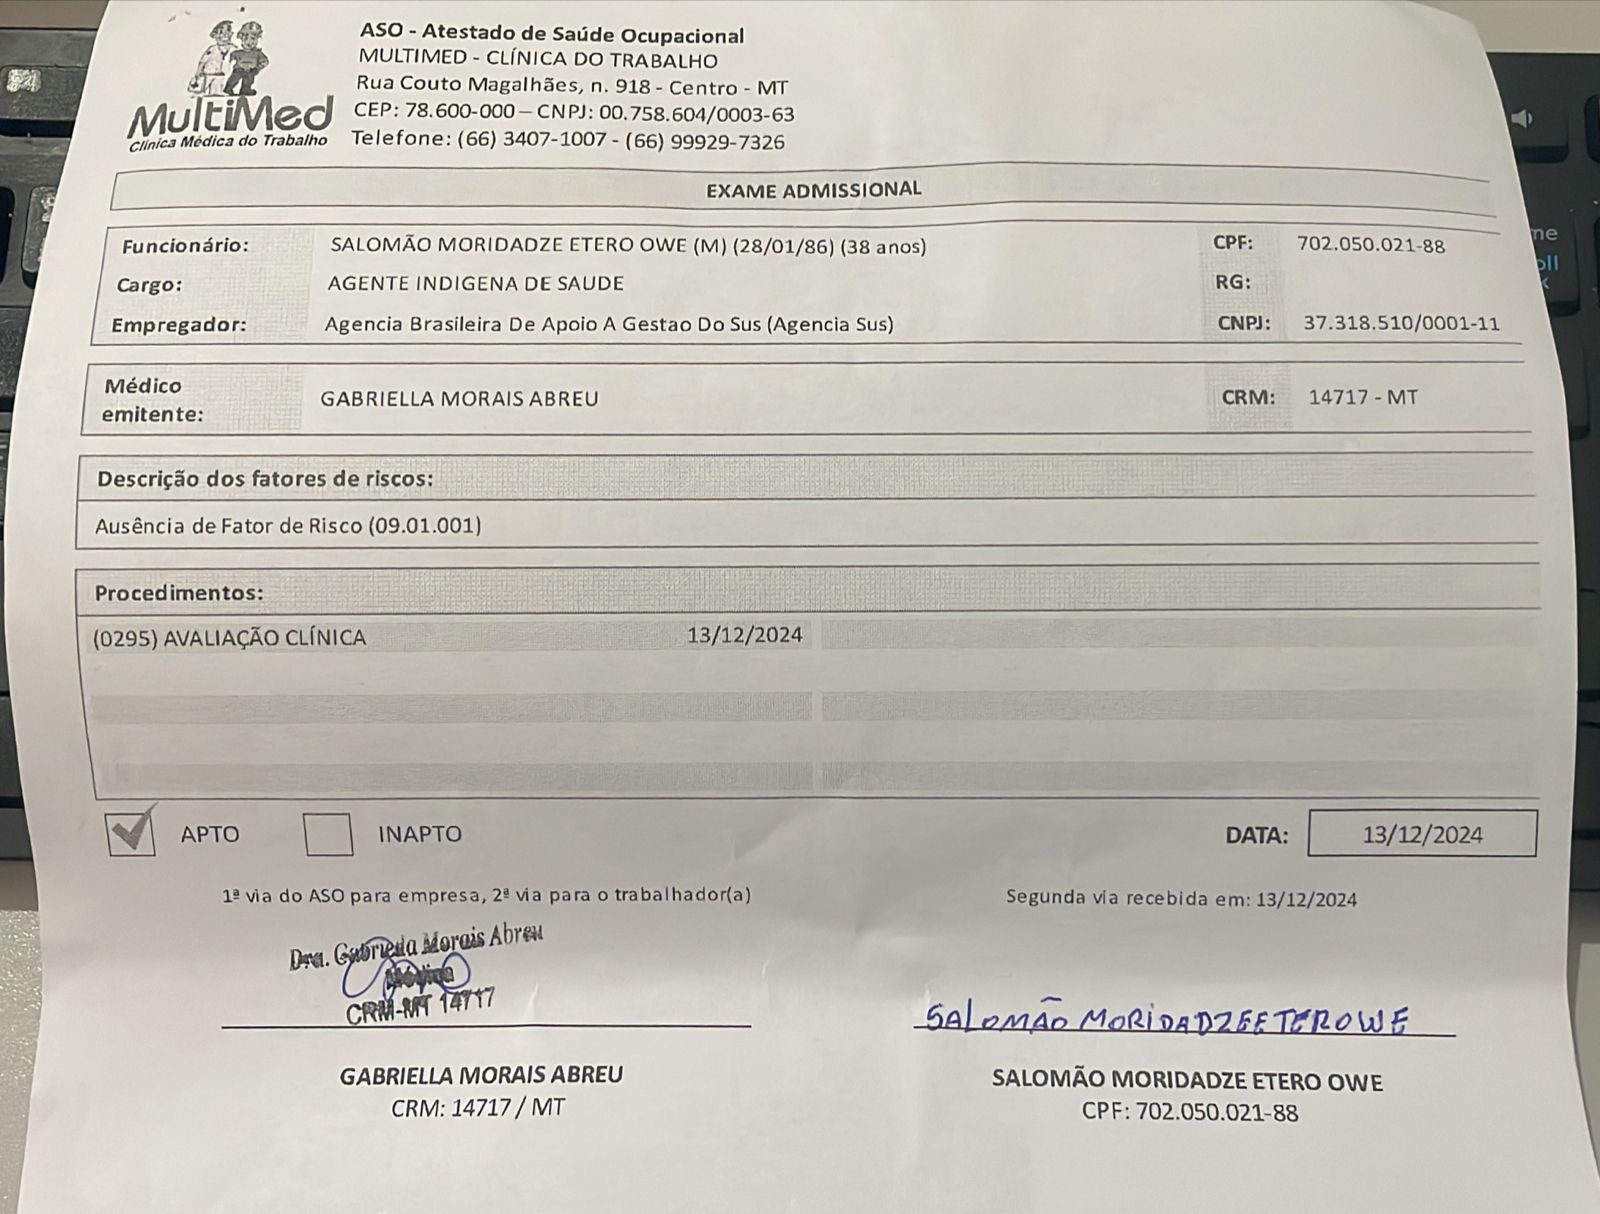 MultiMed
Clínica Médica do Trabalho
ASO - Atestado de Saúde Ocupacional
MULTIMED - CLÍNICA DO TRABALHO
Rua Couto Magalhães, n. 918 - Centro - MT
CEP: 78.600-000 – CNPJ: 00.758.604/0003-63
Telefone: (66) 3407-1007 - (66) 99929-7326
EXAME ADMISSIONAL
Funcionário: SALOMÃO MORIDADZE ETERO OWE (M) (28/01/86) (38 anos) CPF: 702.050.021-88
Cargo: AGENTE INDIGENA DE SAUDE RG:
Empregador: Agencia Brasileira De Apoio A Gestao Do Sus (Agencia Sus) CNPJ: 37.318.510/0001-11
Médico emitente: GABRIELLA MORAIS ABREU CRM: 14717 - MT
Descrição dos fatores de riscos:
Ausência de Fator de Risco (09.01.001)
Procedimentos:
(0295) AVALIAÇÃO CLÍNICA 13/12/2024
APTO INAPTO DATA: 13/12/2024
1ª via do ASO para empresa, 2ª via para o trabalhador(a) Segunda via recebida em: 13/12/2024
Dra. Gabriela Morais Abreu
Médica
CRM-MT 14717
SALOMÃO MORIDADZE ETEROWE
GABRIELLA MORAIS ABREU
CRM: 14717 / MT
SALOMÃO MORIDADZE ETERO OWE
CPF: 702.050.021-88